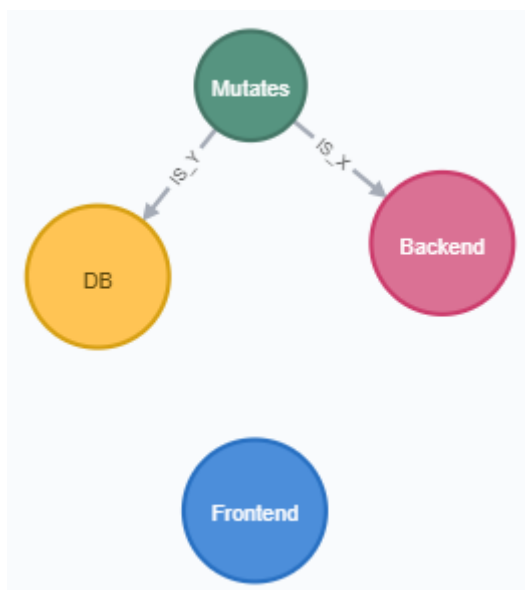 Mutates
IS_Y
IS_X
DB
Backend
Frontend